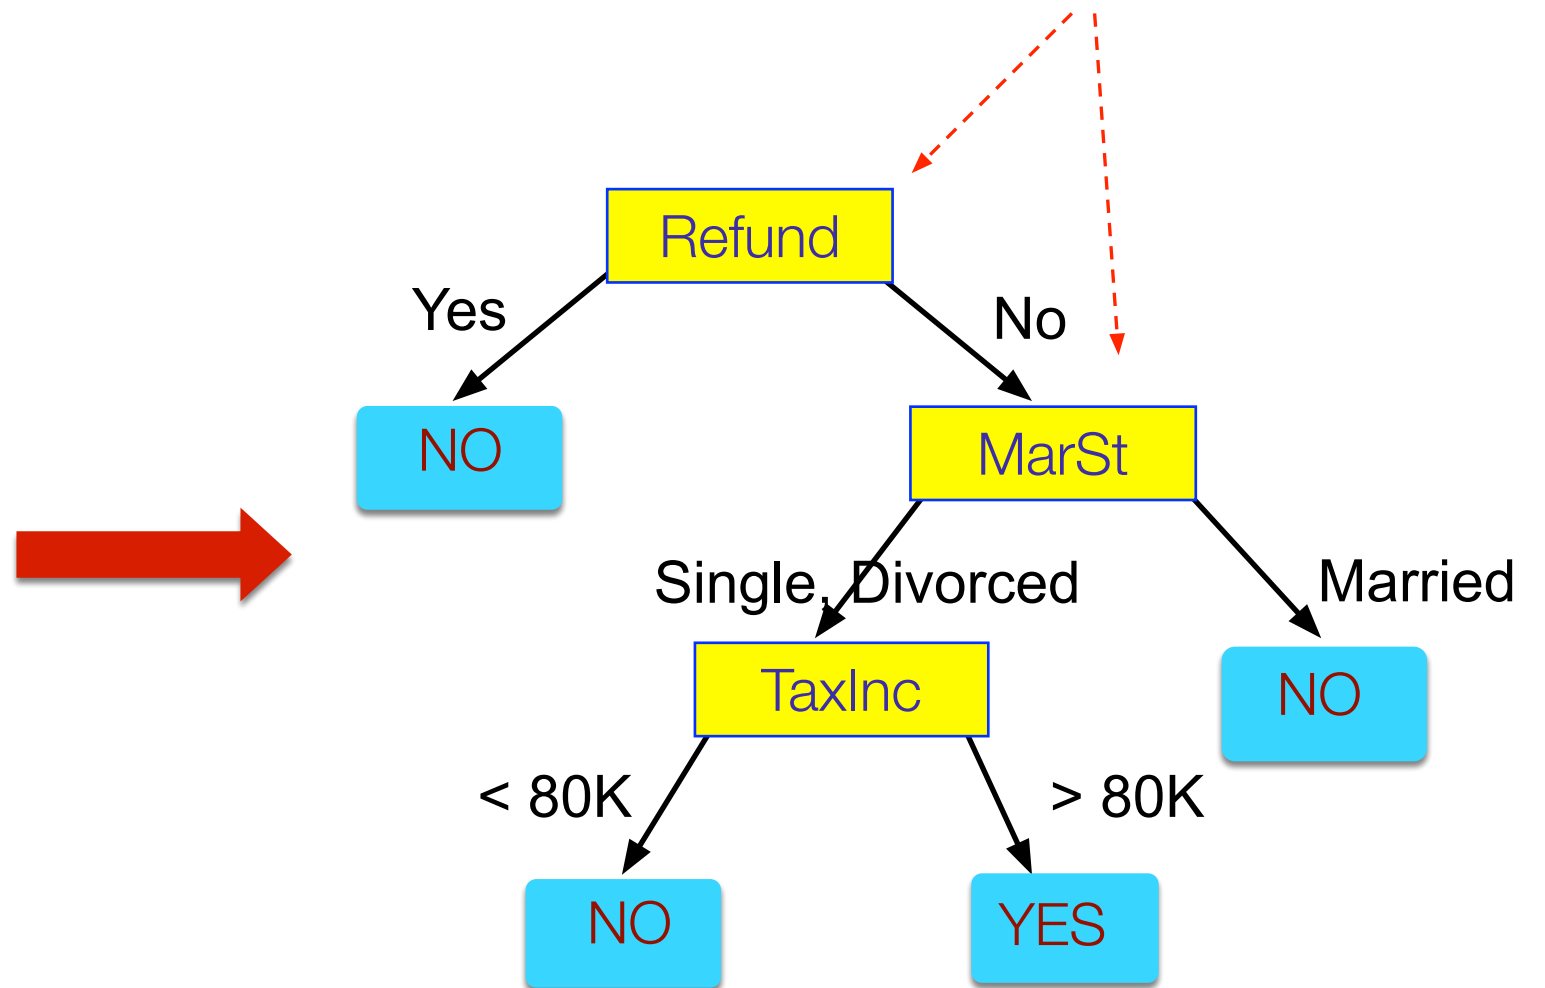 Refund
Yes
No
NO
MarSt
Single, Divorced
Married
TaxInc
NO
< 80K
> 80K
NO
YES